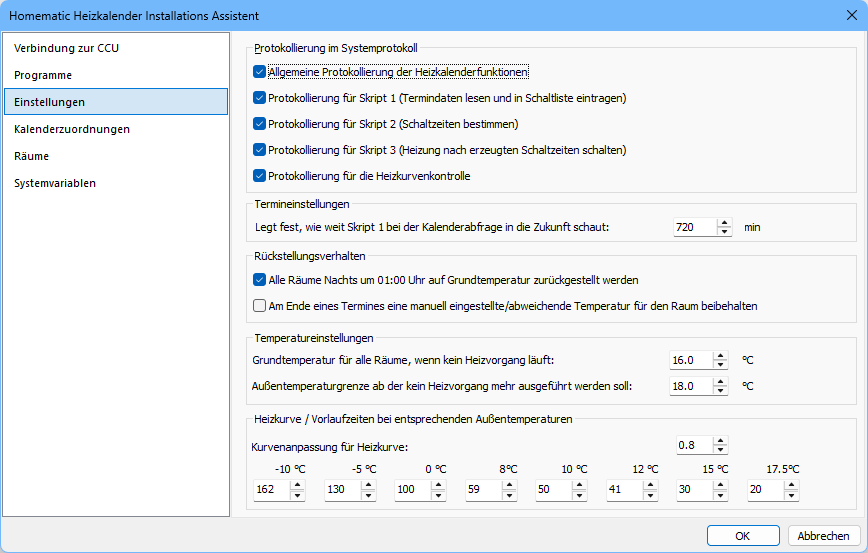 Homematic Heizkalender Installations Assistent
Verbindung zur CCU
Programme
Einstellungen
Kalenderzuordnungen
Räume
Systemvariablen
Protokollierung im Systemprotokoll
Allgemeine Protokollierung der Heizkalenderfunktionen
Protokollierung für Skript 1 (Termindaten lesen und in Schaltliste eintragen)
Protokollierung für Skript 2 (Schaltzeiten bestimmen)
Protokollierung für Skript 3 (Heizung nach erzeugten Schaltzeiten schalten)
Protokollierung für die Heizkurvenkontrolle
Termineinstellungen
Legt fest, wie weit Skript 1 bei der Kalenderabfrage in die Zukunft schaut: 720 min
Rückstellungsverhalten
Alle Räume Nachts um 01:00 Uhr auf Grundtemperatur zurückgestellt werden
Am Ende eines Termines eine manuell eingestellte/abweichende Temperatur für den Raum beibehalten
Temperatureinstellungen
Grundtemperatur für alle Räume, wenn kein Heizvorgang läuft: 16.0 °C
Außentemperaturgrenze ab der kein Heizvorgang mehr ausgeführt werden soll: 18.0 °C
Heizkurve / Vorlaufzeiten bei entsprechenden Außentemperaturen
Kurvenanpassung für Heizkurve: 0.8
-10 °C -5 °C 0 °C 8°C 10 °C 12 °C 15 °C 17.5°C
162 130 100 59 50 41 30 20
OK Abbrechen